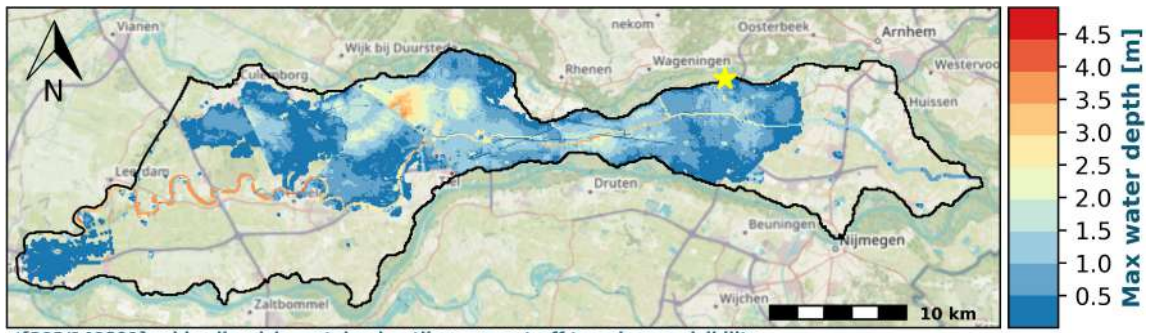 Vianen
nekom
Oosterbeek
Arnhem
Wijk bij Duurstede
Wageningen
Rhenen
Westervoo
Culemborg
Huissen
N
Leerdam
Tiel
Druten
Beuningen
Nijmegen
Zaltbommel
Wijchen
10 km
4.5
4.0
3.5
3.0
2.5
2.0
1.5
1.0
0.5
Max water depth [m]